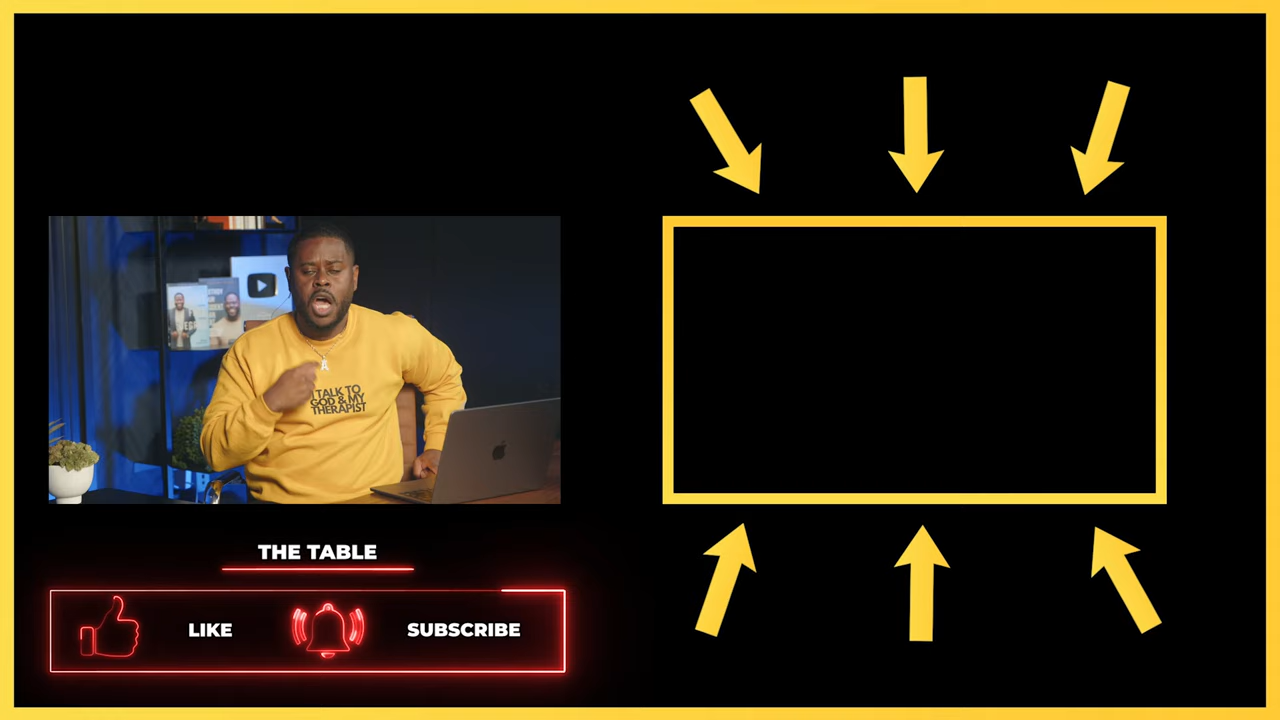 I TALK TO
GOD & MY
THERAPIST
THE TABLE
LIKE
SUBSCRIBE